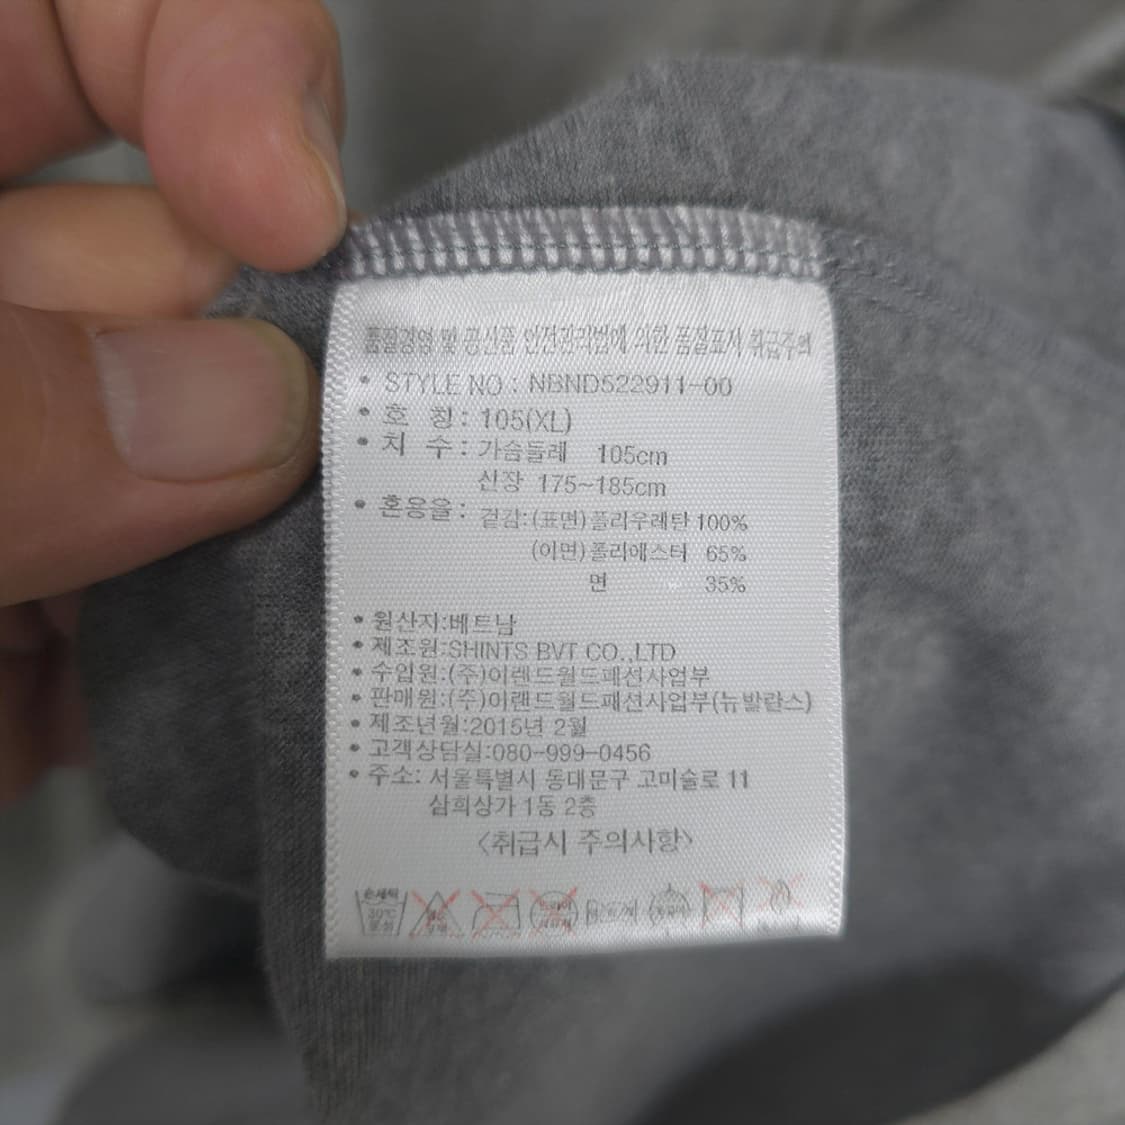 품질경영 및 공산품 안전관리법에 의한 품질표시 취급주의
• STYLE NO : NBND522911-00
• 호 칭 : 105(XL)
• 치 수 : 가슴둘레 105cm
신장 175~185cm
• 혼용율 : 겉감:(표면)폴리우레탄 100%
(이면)폴리에스터 65%
면 35%
• 원산지:베트남
• 제조원:SHINTS BVT CO.,LTD
• 수입원:(주)이랜드월드패션사업부
• 판매원:(주)이랜드월드패션사업부(뉴발란스)
• 제조년월:2015년 2월
• 고객상담실:080-999-0456
• 주소: 서울특별시 동대문구 고미술로 11
삼희상가 1동 2층
<취급시 주의사항>
손세탁
30℃
중성